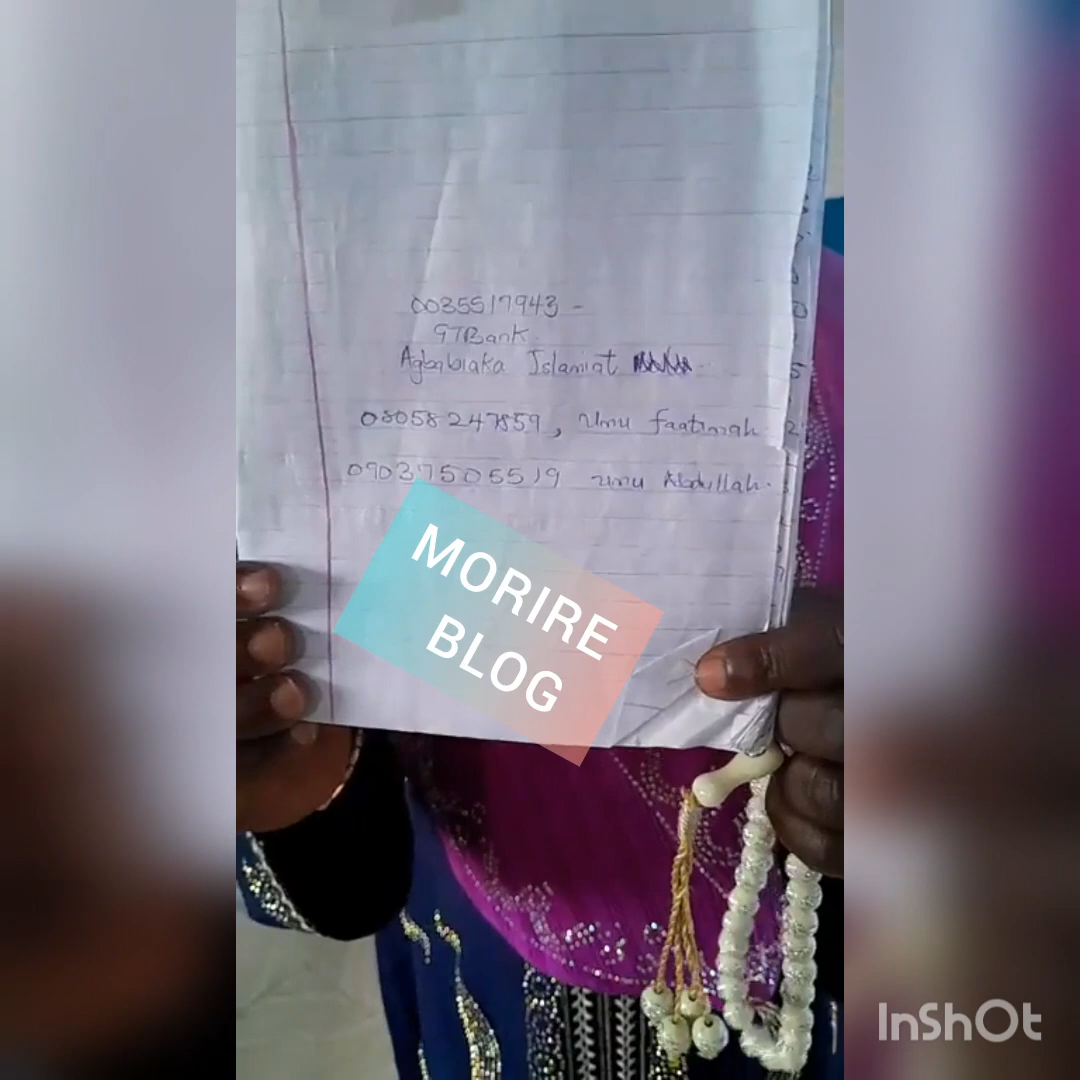 0035517943 -
GTBank
Agbabiaka Islamiat
08058247859, Umu faatimah
09037505519 umu Abdullah.
MORIRE
BLOG
InShOt